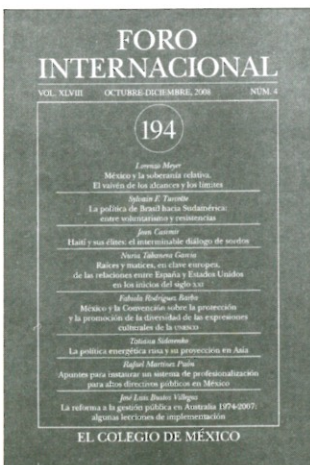 FORO
INTERNACIONAL
VOL. XLVIII OCTUBRE-DICIEMBRE, 2008 NÚM. 4
194
Lorenzo Meyer
México y la soberanía relativa.
El vaivén de los alcances y los límites
Sylvain F. Turcotte
La política de Brasil hacia Sudamérica:
entre voluntarismo y resistencias
Jean Casimir
Haití y sus élites: el interminable diálogo de sordos
Nuria Tabanera García
Raíces y matices, en clave europea,
de las relaciones entre España y Estados Unidos
en los inicios del siglo XXI
Fabiola Rodríguez Barba
México y la Convención sobre la protección
y la promoción de la diversidad de las expresiones
culturales de la UNESCO
Tatiana Sidorenko
La política energética rusa y su proyección en Asia
Rafael Martínez Puón
Apuntes para instaurar un sistema de profesionalización
para altos directivos públicos en México
José Luis Bustos Villegas
La reforma a la gestión pública en Australia 1974-2007:
algunas lecciones de implementación
EL COLEGIO DE MÉXICO